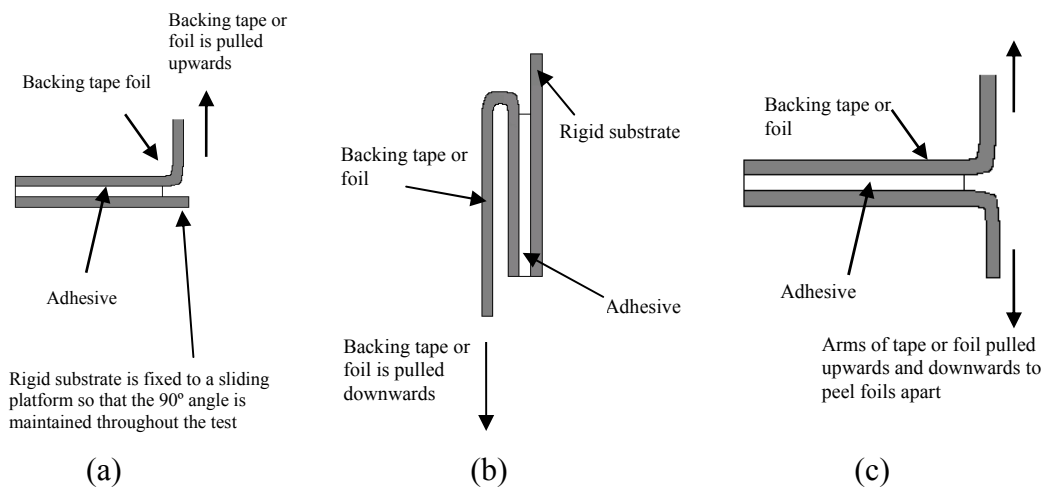 Backing tape or
foil is pulled
upwards
Backing tape foil
Adhesive
Rigid substrate is fixed to a sliding
platform so that the 90º angle is
maintained throughout the test
(a)
Rigid substrate
Backing tape or
foil
Adhesive
Backing tape or
foil is pulled
downwards
(b)
Backing tape or
foil
Adhesive
Arms of tape or foil pulled
upwards and downwards to
peel foils apart
(c)